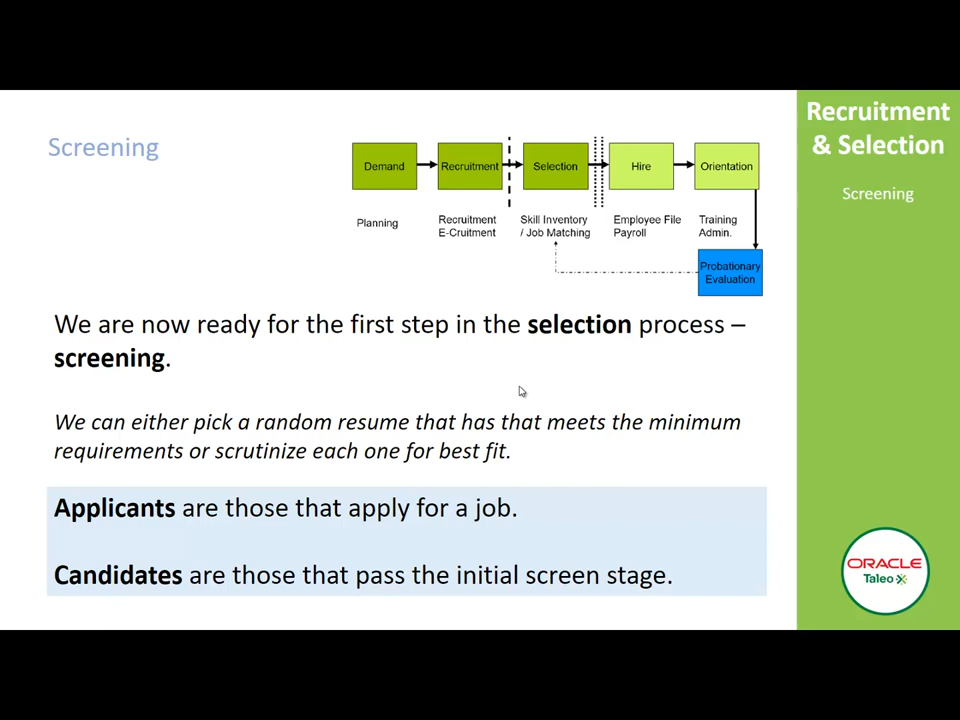 Recruitment
& Selection
Screening
Screening
Demand
Recruitment
Selection
Hire
Orientation
Planning
Recruitment
E-Cruitment
Skill Inventory
/ Job Matching
Employee File
Payroll
Training
Admin.
Probationary
Evaluation
We are now ready for the first step in the selection process –
screening.
We can either pick a random resume that has that meets the minimum
requirements or scrutinize each one for best fit.
Applicants are those that apply for a job.
Candidates are those that pass the initial screen stage.
ORACLE
Taleo